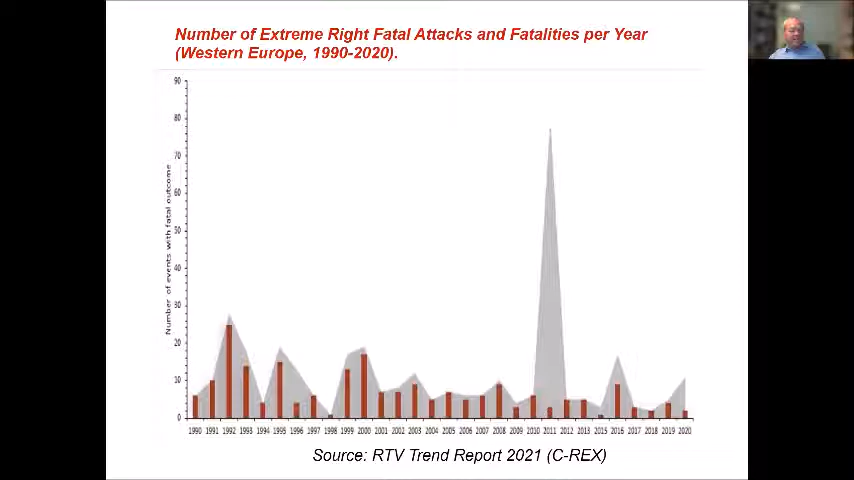 Number of Extreme Right Fatal Attacks and Fatalities per Year
(Western Europe, 1990-2020).
Number of events with fatal outcome
90
80
70
60
50
40
30
20
10
0
1990 1991 1992 1993 1994 1995 1996 1997 1998 1999 2000 2001 2002 2003 2004 2005 2006 2007 2008 2009 2010 2011 2012 2013 2014 2015 2016 2017 2018 2019 2020
Source: RTV Trend Report 2021 (C-REX)